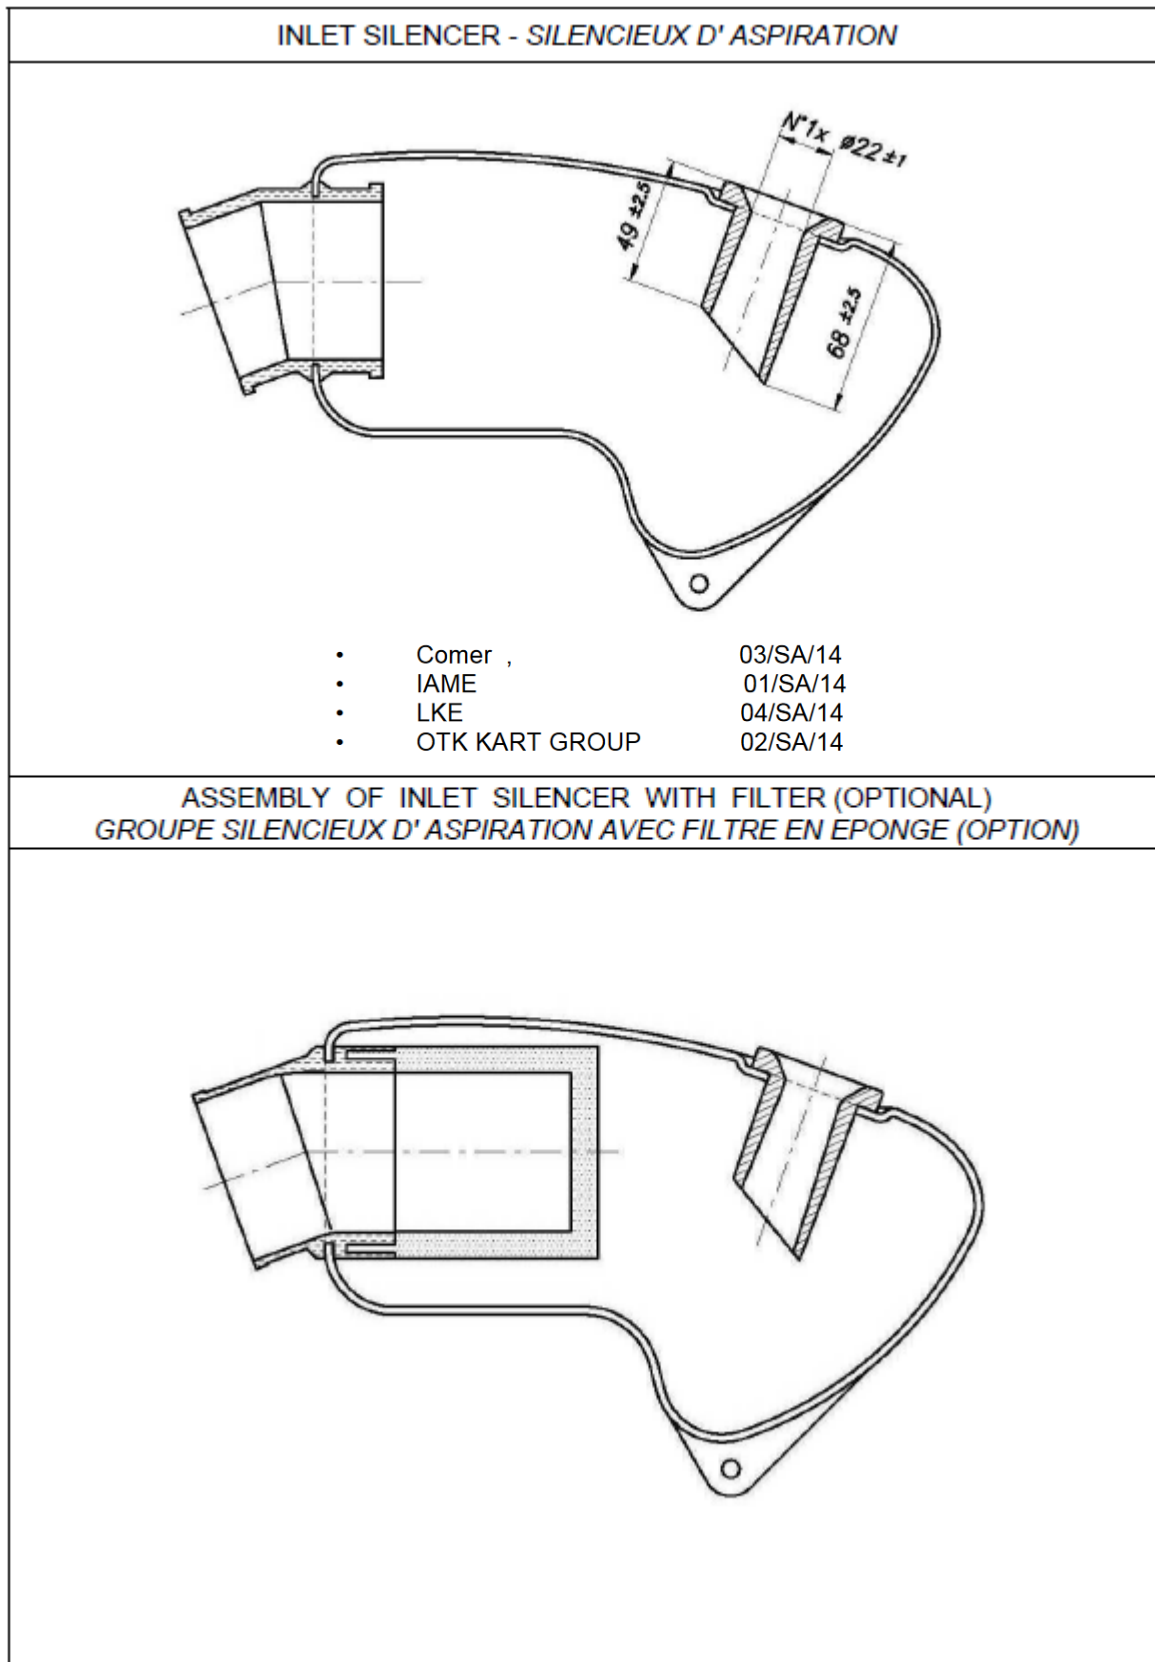 INLET SILENCER - SILENCIEUX D' ASPIRATION
N°1x ø22 ±1
49 ±2.5
68 ±2.5
• Comer , 03/SA/14
• IAME 01/SA/14
• LKE 04/SA/14
• OTK KART GROUP 02/SA/14
ASSEMBLY OF INLET SILENCER WITH FILTER (OPTIONAL)
GROUPE SILENCIEUX D' ASPIRATION AVEC FILTRE EN EPONGE (OPTION)